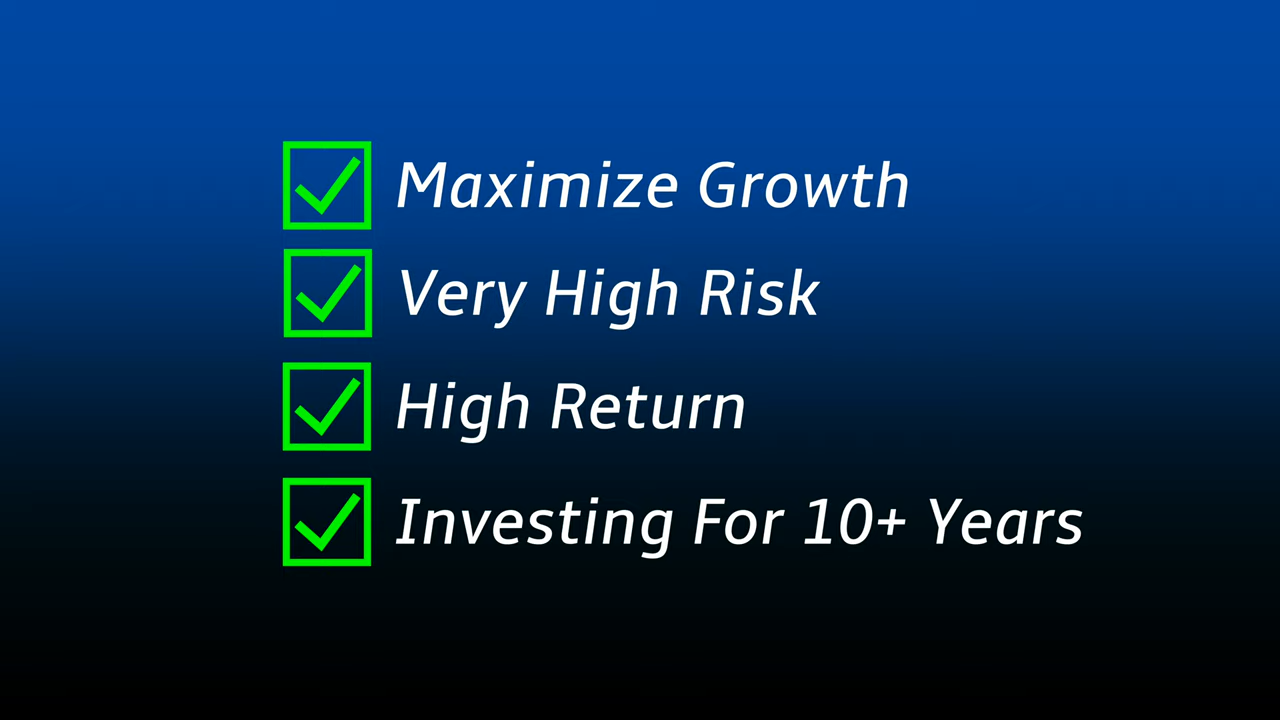 Maximize Growth
Very High Risk
High Return
Investing For 10+ Years